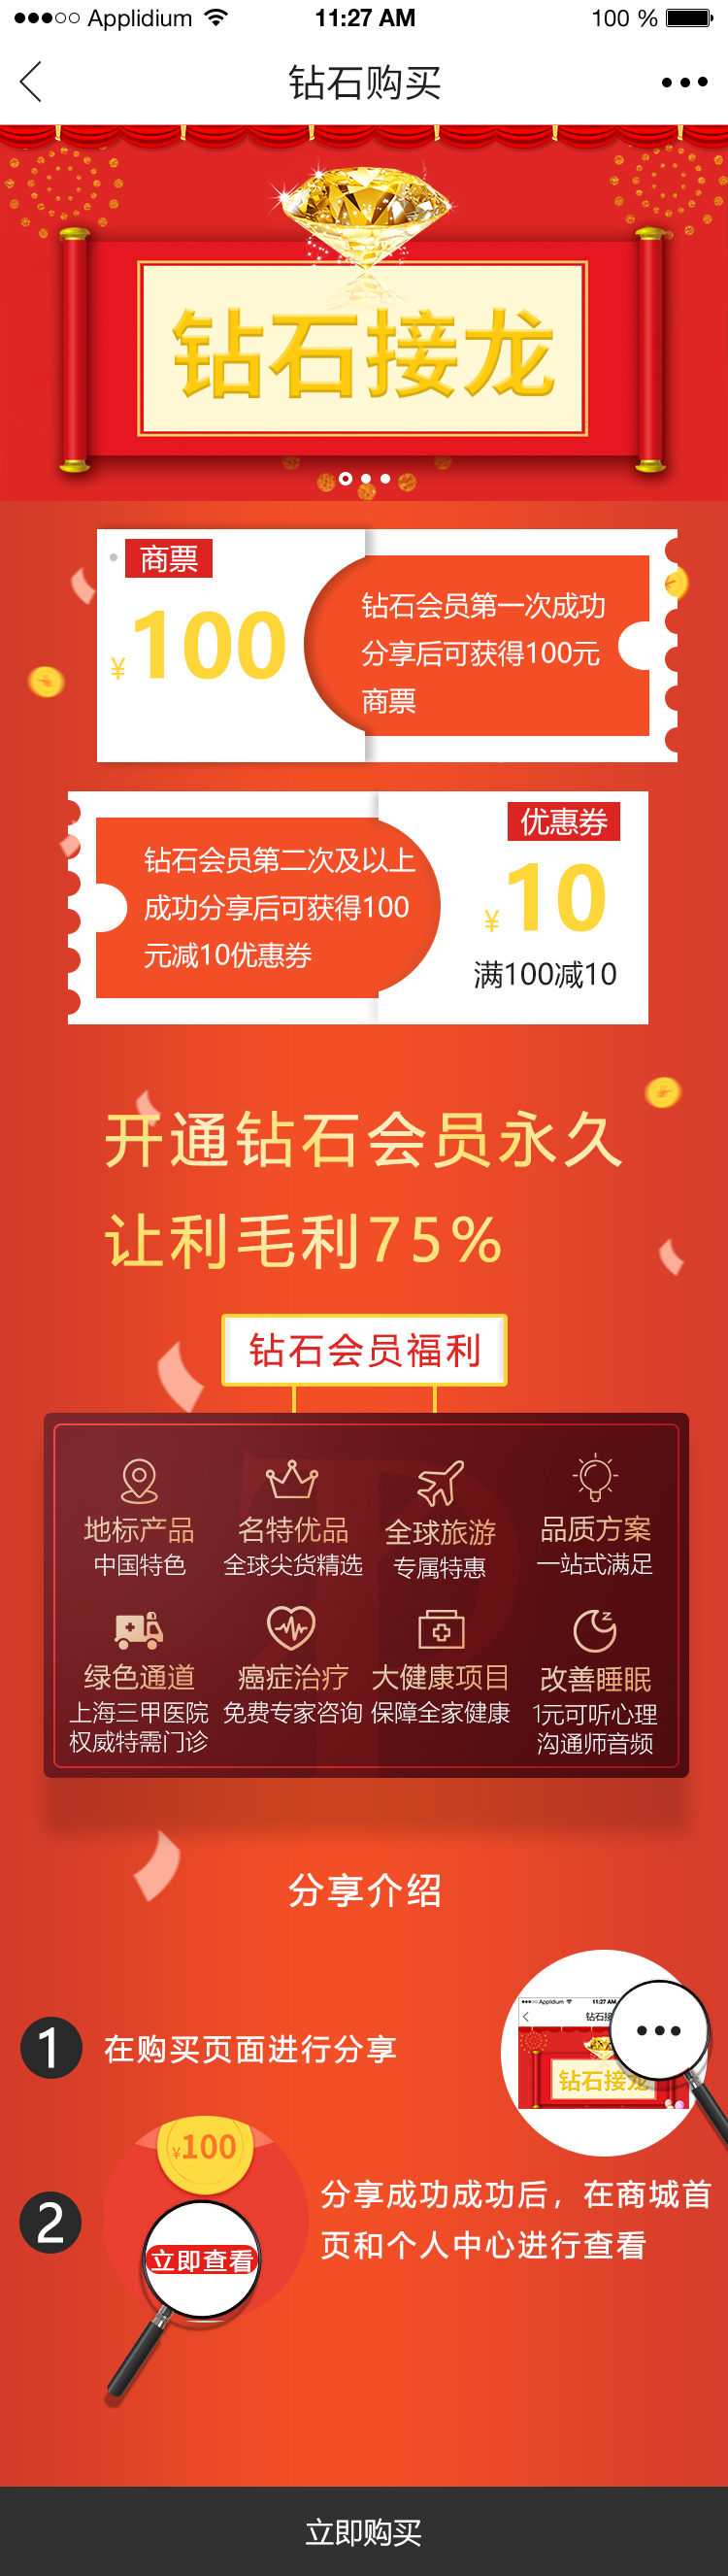 Applidium
11:27 AM
100 %
钻石购买
钻石接龙
商票
¥100
钻石会员第一次成功
分享后可获得100元
商票
钻石会员第二次及以上
成功分享后可获得100
元减10优惠券
优惠券
¥10
满100减10
开通钻石会员永久
让利毛利75%
钻石会员福利
地标产品
中国特色
名特优品
全球尖货精选
全球旅游
专属特惠
品质方案
一站式满足
绿色通道
上海三甲医院
权威特需门诊
癌症治疗
免费专家咨询
大健康项目
保障全家健康
改善睡眠
1元可听心理
沟通师音频
分享介绍
1
在购买页面进行分享
Applidium
11:27 AM
钻石接
钻石接龙
2
¥100
立即查看
分享成功成功后，在商城首
页和个人中心进行查看
立即购买